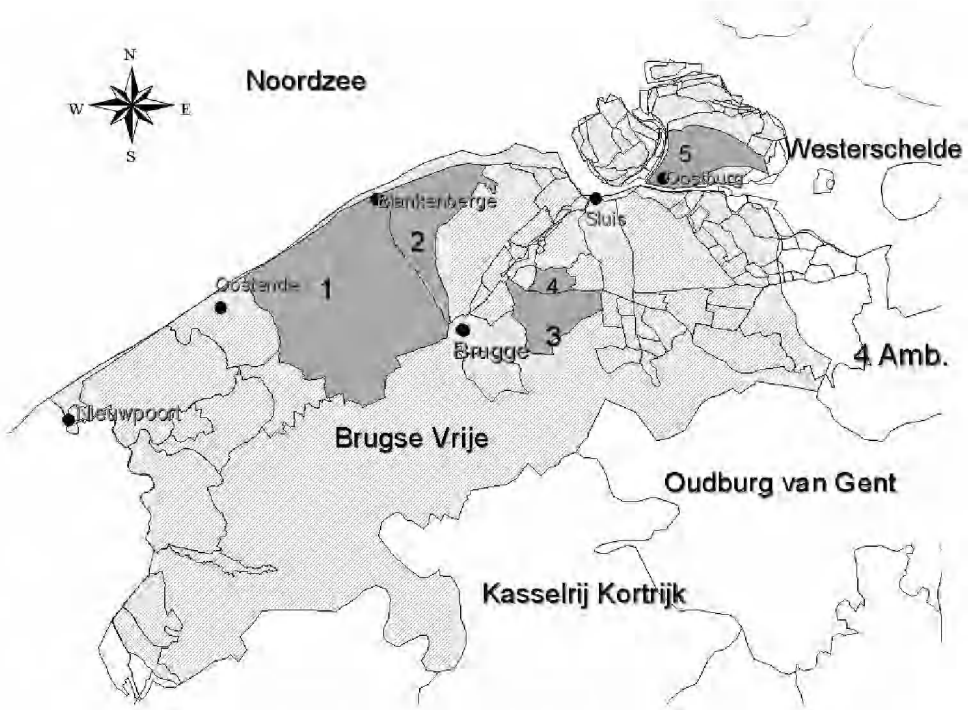 N
W E
S
Noordzee
Westerschelde
5
Oostburg
Blankenberge
Sluis
2
Oostende
1
4
3
Brugge
4 Amb.
Nieuwpoort
Brugse Vrije
Oudburg van Gent
Kasselrij Kortrijk